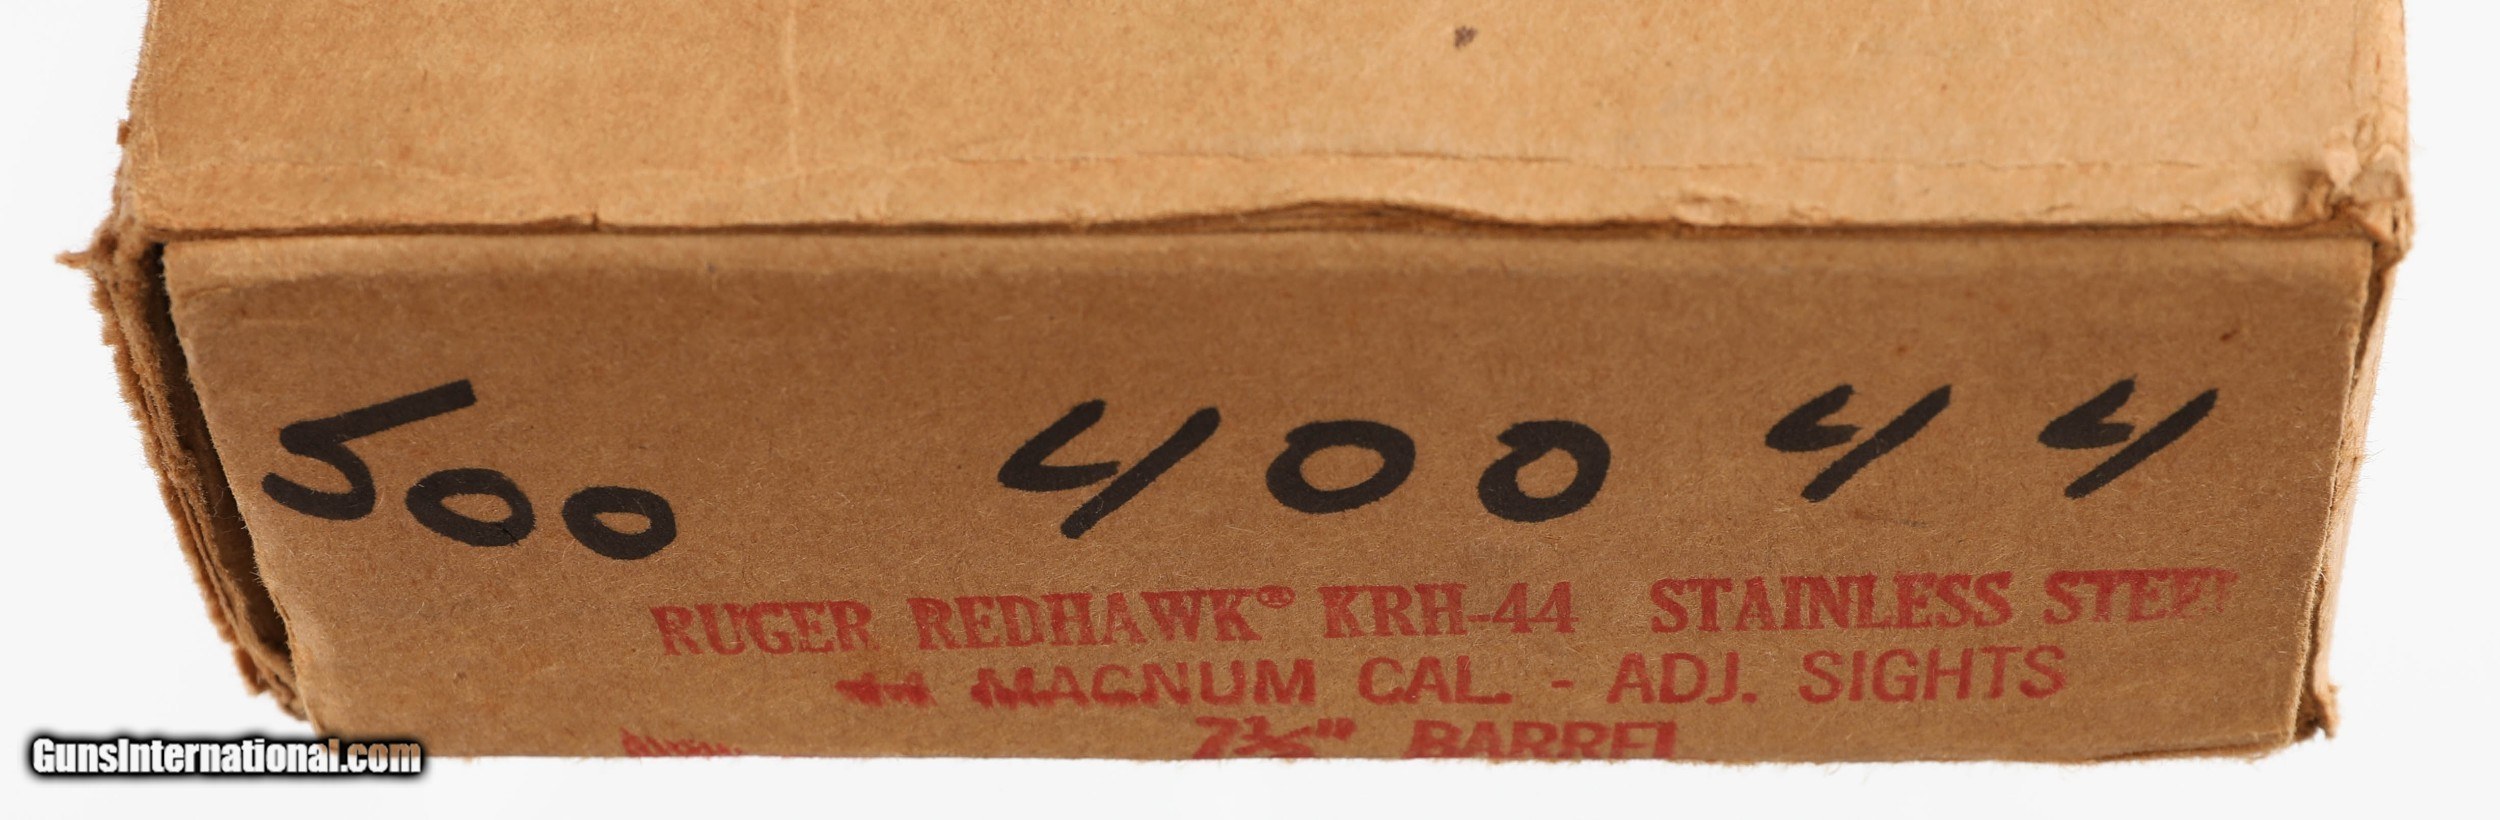 500 400 44
RUGER REDHAWK® KRH-44 STAINLESS STEEL
44 MAGNUM CAL. - ADJ. SIGHTS
7½" BARREL
GunsInternational.com